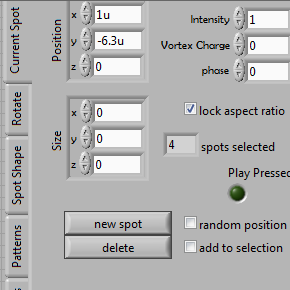 Current Spot
Rotate
Spot Shape
Patterns
Position
x 1u
y -6.3u
z 0
Intensity 1
Vortex Charge 0
phase 0
Size
x 0
y 0
z 0
lock aspect ratio
4 spots selected
Play Pressed
new spot
random position
delete
add to selection